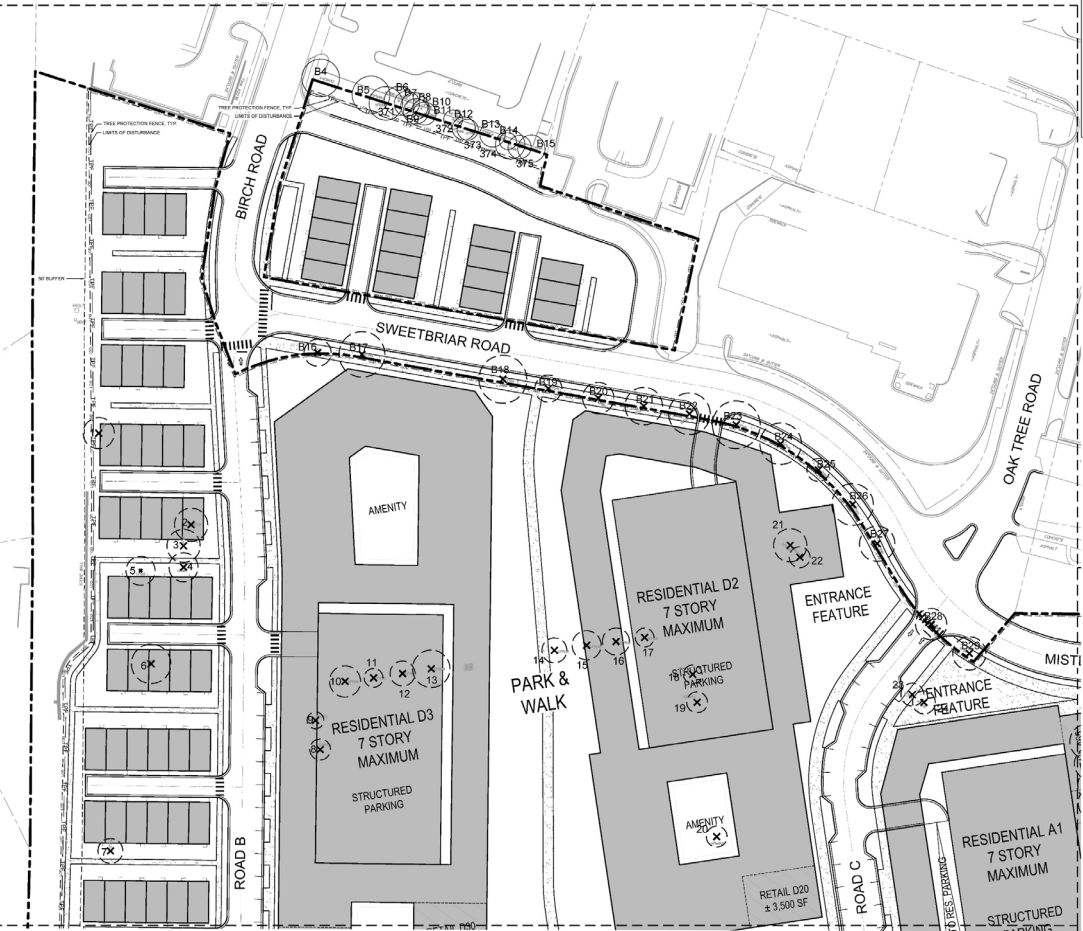 B4
B5
B6
B7
B8
B10
B11
B12
B9
B13
B14
B15
371
372
373
374
375
TREE PROTECTION FENCE, TYP.
LIMITS OF DISTURBANCE
TREE PROTECTION FENCE, TYP.
LIMITS OF DISTURBANCE
BIRCH ROAD
50' BUFFER
SWEETBRIAR ROAD
OAK TREE ROAD
B16
B17
B18
B19
B20
B21
B22
B23
B24
B25
B26
B27
B28
B29
AMENITY
2
3
4
5
6
7
8
9
10
11
12
13
14
15
16
17
18
19
20
21
22
23
RESIDENTIAL D2
7 STORY
MAXIMUM
STRUCTURED
PARKING
ENTRANCE
FEATURE
PARK &
WALK
RESIDENTIAL D3
7 STORY
MAXIMUM
STRUCTURED
PARKING
ENTRANCE
FEATURE
AMENITY
ROAD B
ROAD C
RETAIL D20
± 3,500 SF
RESIDENTIAL A1
7 STORY
MAXIMUM
STRUCTURED
TO RES. PARKING